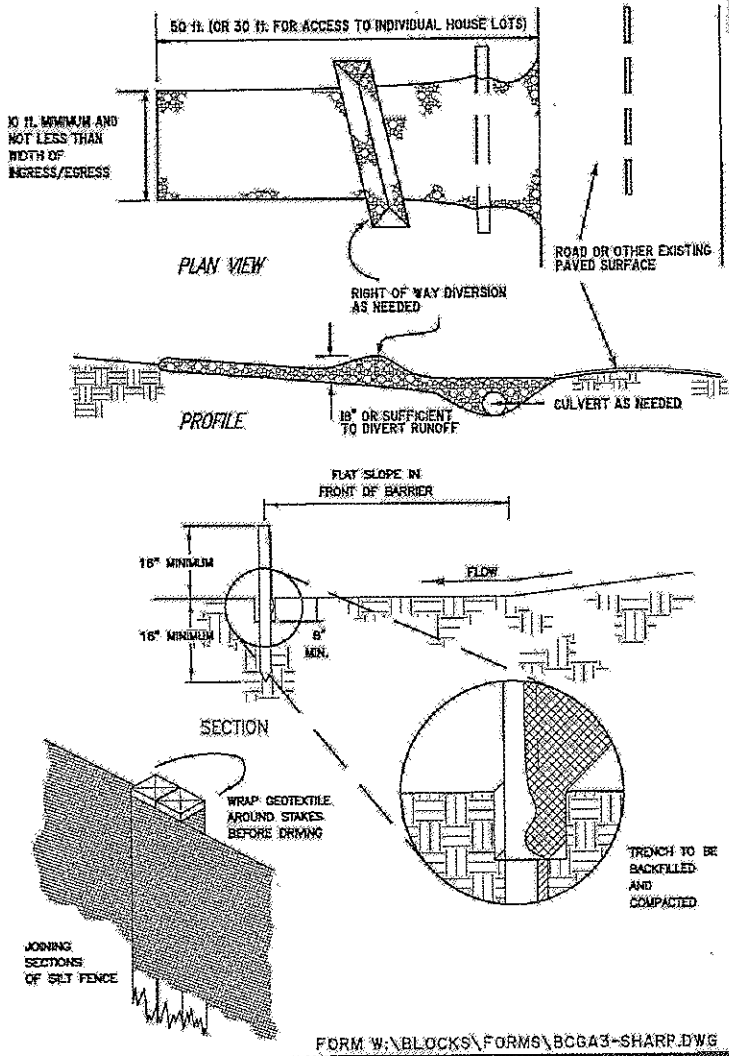 50 ft. (OR 30 ft. FOR ACCESS TO INDIVIDUAL HOUSE LOTS)
10 ft. MINIMUM AND
NOT LESS THAN
WIDTH OF
INGRESS/EGRESS
PLAN VIEW
RIGHT OF WAY DIVERSION
AS NEEDED
ROAD OR OTHER EXISTING
PAVED SURFACE
PROFILE
18" OR SUFFICIENT
TO DIVERT RUNOFF
CULVERT AS NEEDED
FLAT SLOPE IN
FRONT OF BARRIER
16" MINIMUM
FLOW
16" MINIMUM
8"
MIN.
SECTION
WRAP GEOTEXTILE
AROUND STAKES
BEFORE DRIVING
TRENCH TO BE
BACKFILLED
AND
COMPACTED
JOINING
SECTIONS
OF SILT FENCE
FORM W:\BLOCKS\FORMS\BCGA3-SHARP.DWG